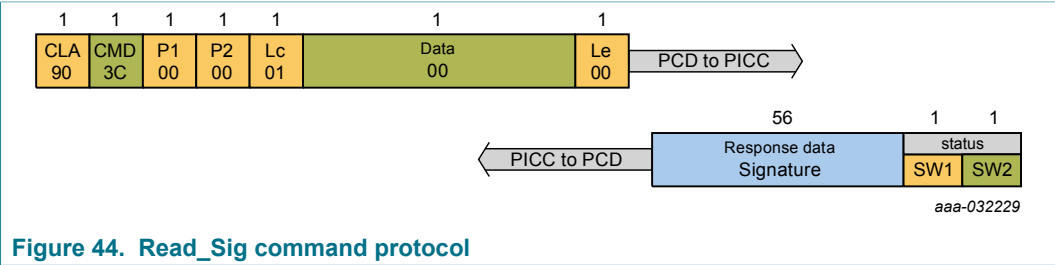 1 1 1 1 1 1 1
CLA CMD P1 P2 Lc Data Le
90 3C 00 00 01 00 00
PCD to PICC
56 1 1
PICC to PCD
Response data status
Signature SW1 SW2
aaa-032229
Figure 44. Read_Sig command protocol